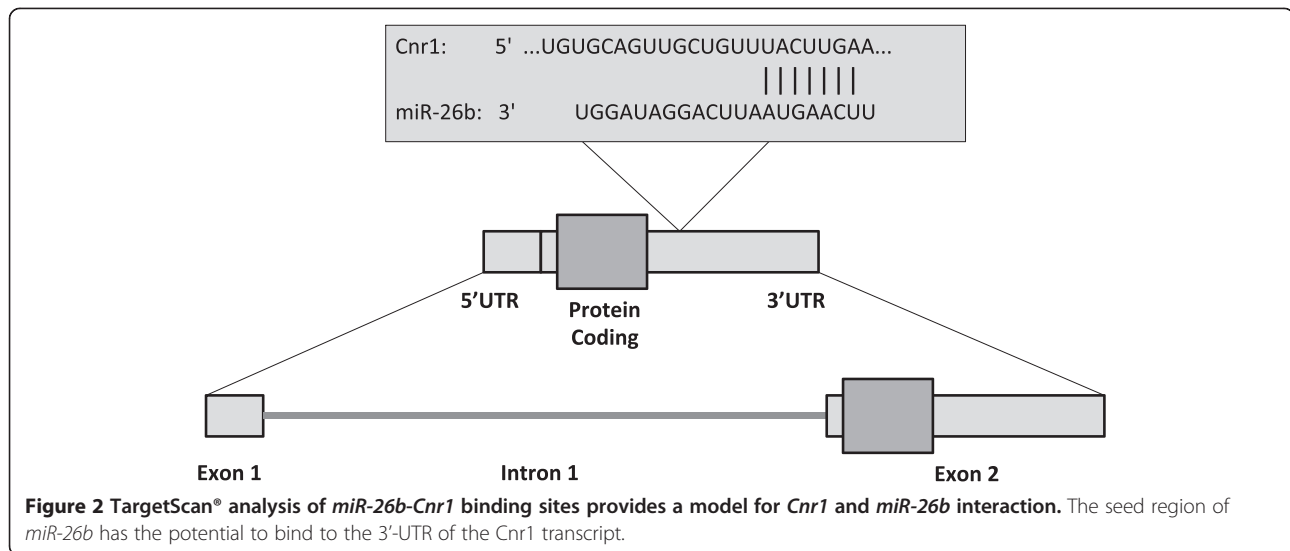 Cnr1: 5' ...UGUGCAGUUGCUGUUUACUUGAA...
miR-26b: 3' UGGAUAGGACUUAAUGAACUU
5'UTR
Protein
Coding
3'UTR
Exon 1
Intron 1
Exon 2
Figure 2 TargetScan® analysis of miR-26b-Cnr1 binding sites provides a model for Cnr1 and miR-26b interaction. The seed region of
miR-26b has the potential to bind to the 3'-UTR of the Cnr1 transcript.